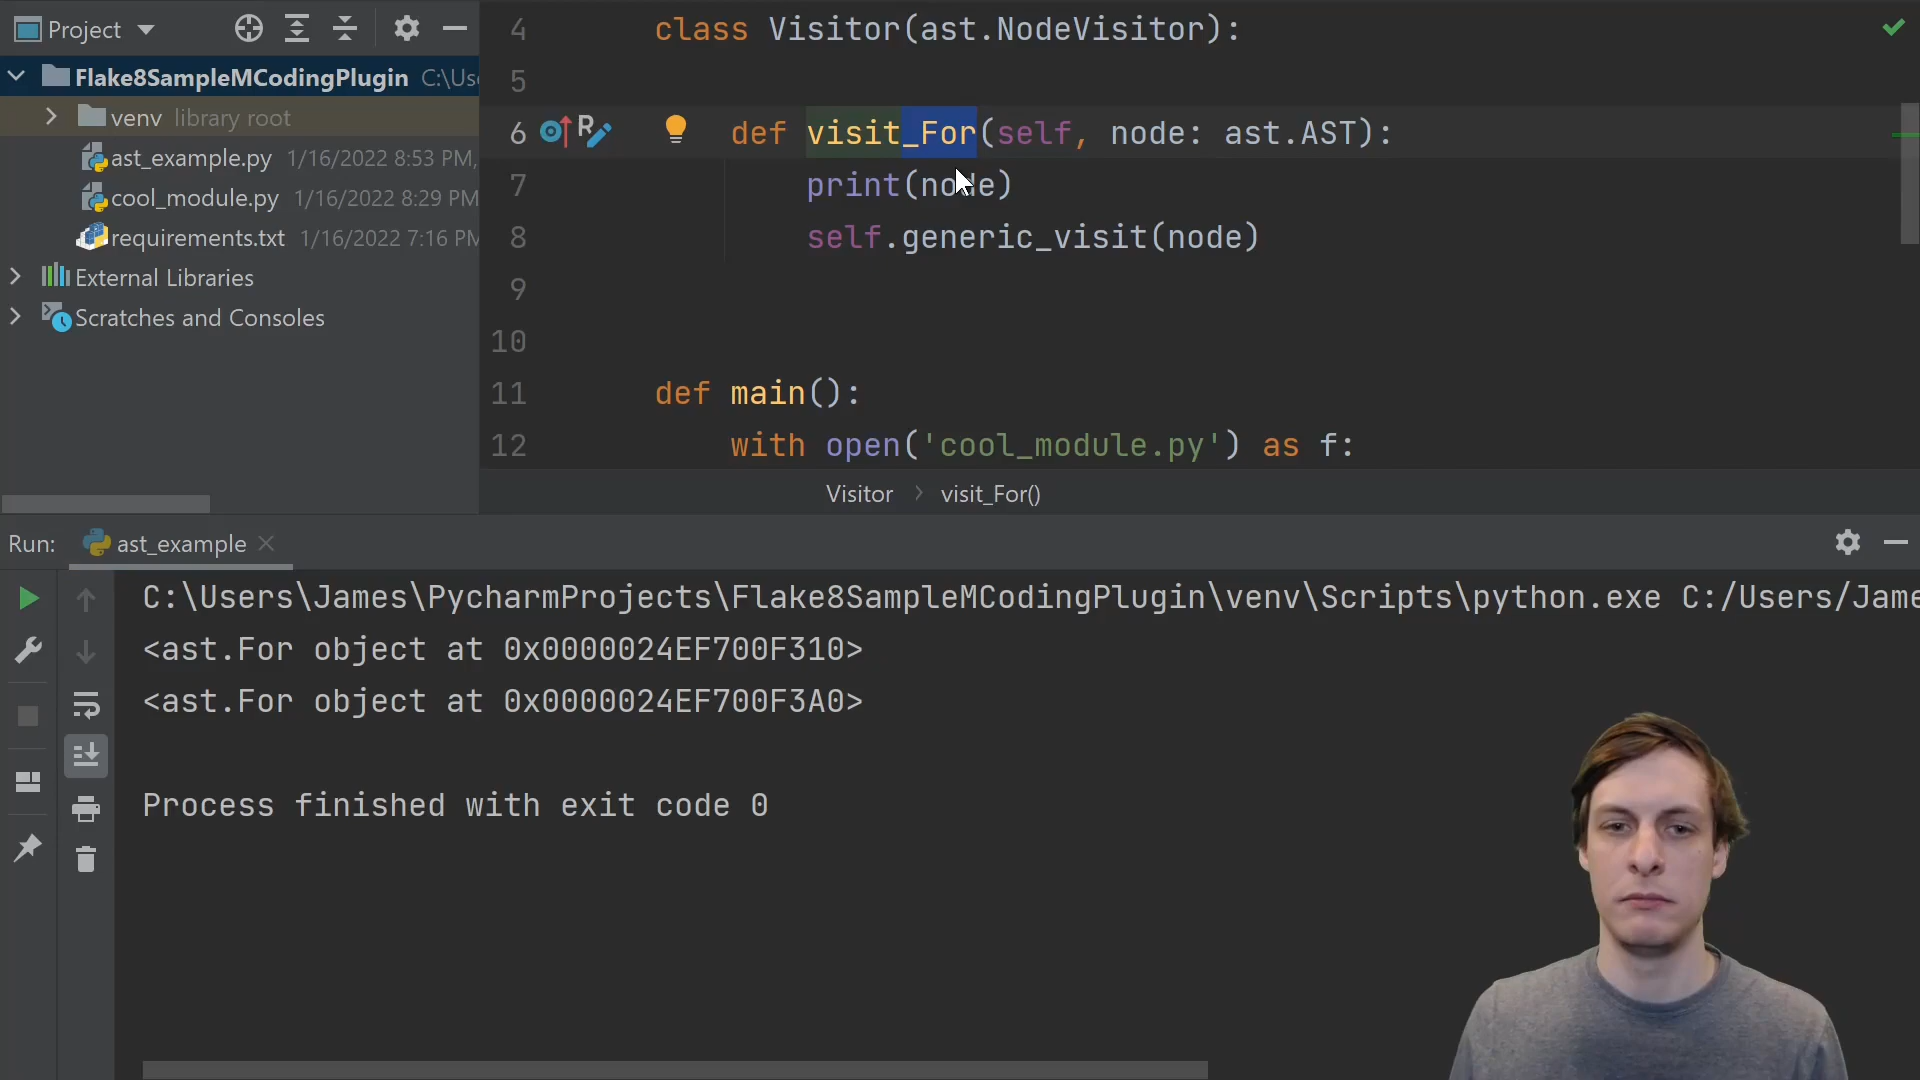 Project
Flake8SampleMCodingPlugin C:\Use
venv library root
ast_example.py 1/16/2022 8:53 PM,
cool_module.py 1/16/2022 8:29 PM
requirements.txt 1/16/2022 7:16 PM
External Libraries
Scratches and Consoles
4 class Visitor(ast.NodeVisitor):
5
6 def visit_For(self, node: ast.AST):
7 print(node)
8 self.generic_visit(node)
9
10
11 def main():
12 with open('cool_module.py') as f:
Visitor > visit_For()
Run: ast_example
C:\Users\James\PycharmProjects\Flake8SampleMCodingPlugin\venv\Scripts\python.exe C:/Users/Jame
<ast.For object at 0x0000024EF700F310>
<ast.For object at 0x0000024EF700F3A0>
Process finished with exit code 0